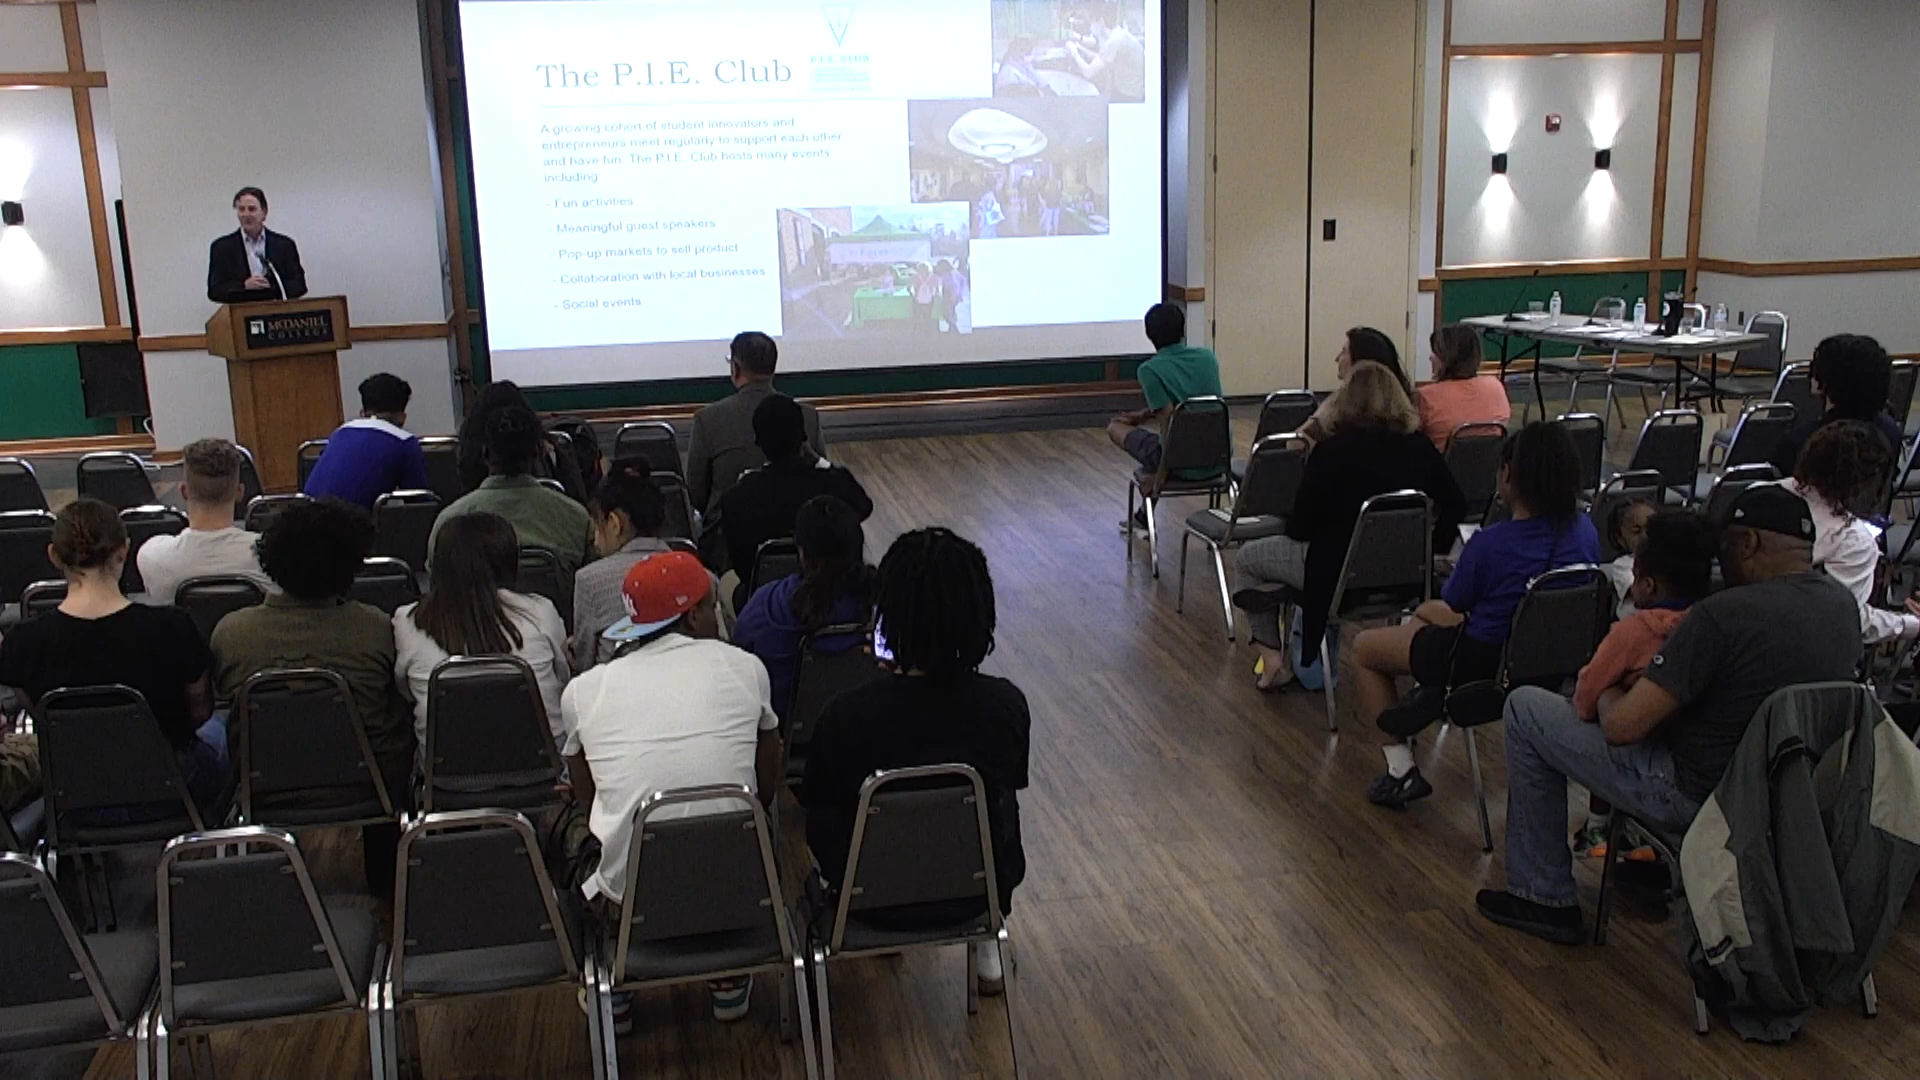 The P.I.E. Club
P.I.E. CLUB
A growing cohort of student innovators and
entrepreneurs meet regularly to support each other
and have fun. The P.I.E. Club hosts many events
including:
- Fun activities
- Meaningful guest speakers
- Pop-up markets to sell product
- Collaboration with local businesses
- Social events
McDANIEL
COLLEGE